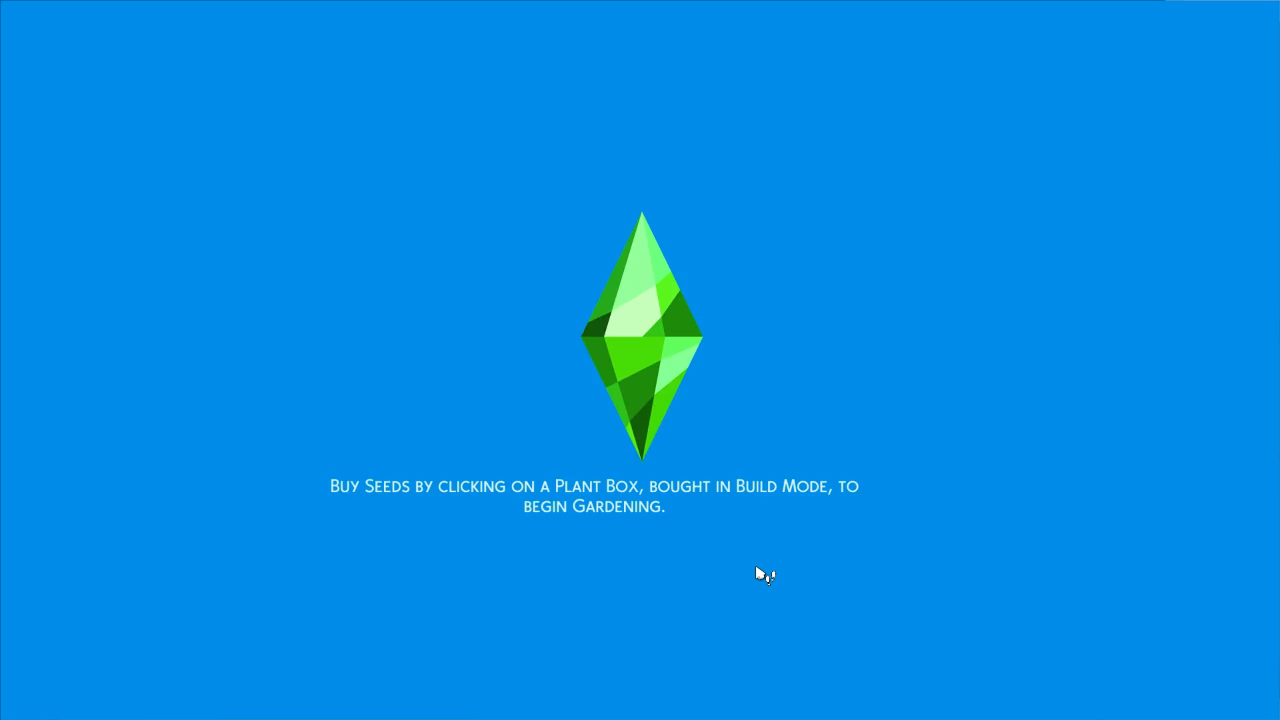 Buy Seeds by clicking on a Plant Box, bought in Build Mode, to
begin Gardening.